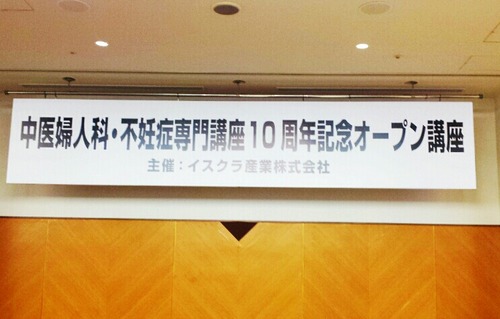 中医婦人科・不妊症専門講座10周年記念オープン講座
主催：イスクラ産業株式会社